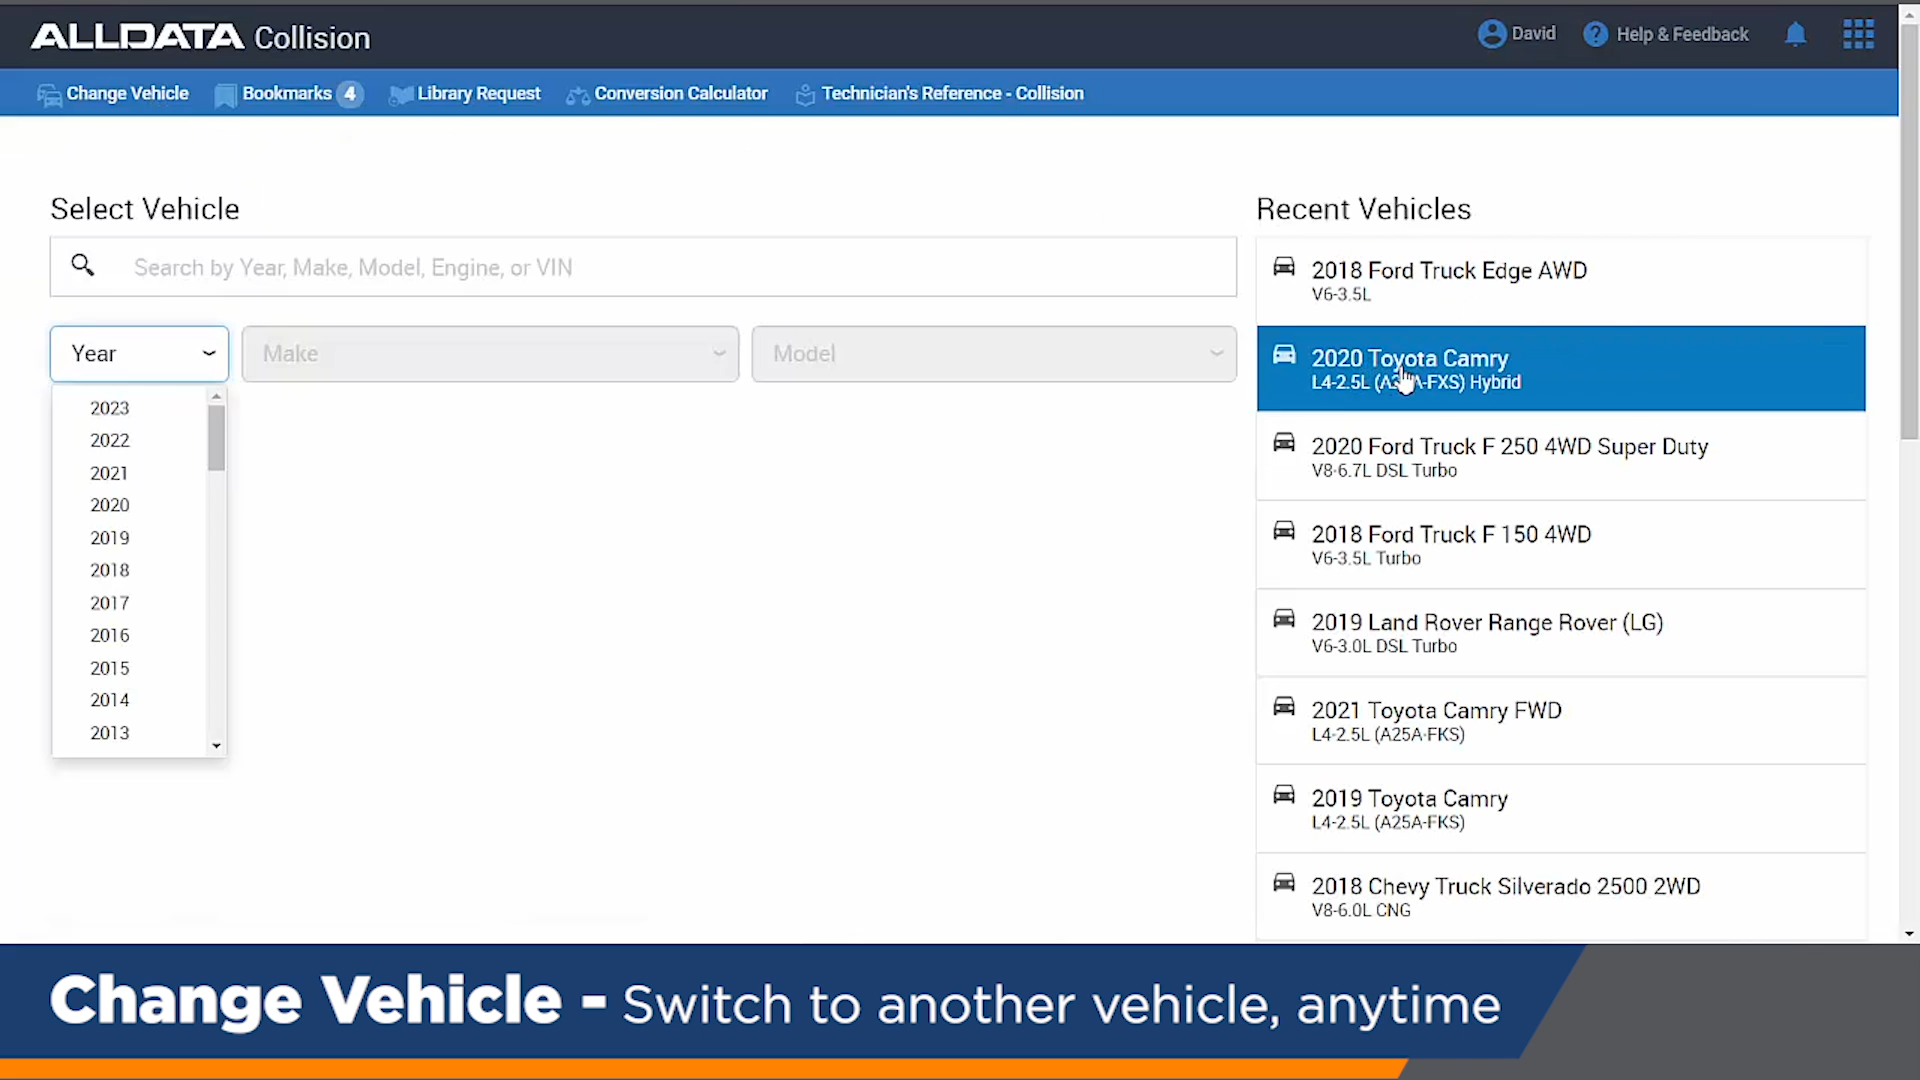 ALLDATA Collision
David
Help & Feedback
Change Vehicle
Bookmarks 4
Library Request
Conversion Calculator
Technician's Reference - Collision
Select Vehicle
Search by Year, Make, Model, Engine, or VIN
Year
Make
Model
2023
2022
2021
2020
2019
2018
2017
2016
2015
2014
2013
Recent Vehicles
2018 Ford Truck Edge AWD
V6-3.5L
2020 Toyota Camry
L4-2.5L (A25A-FXS) Hybrid
2020 Ford Truck F 250 4WD Super Duty
V8-6.7L DSL Turbo
2018 Ford Truck F 150 4WD
V6-3.5L Turbo
2019 Land Rover Range Rover (LG)
V6-3.0L DSL Turbo
2021 Toyota Camry FWD
L4-2.5L (A25A-FKS)
2019 Toyota Camry
L4-2.5L (A25A-FKS)
2018 Chevy Truck Silverado 2500 2WD
V8-6.0L CNG
Change Vehicle - Switch to another vehicle, anytime